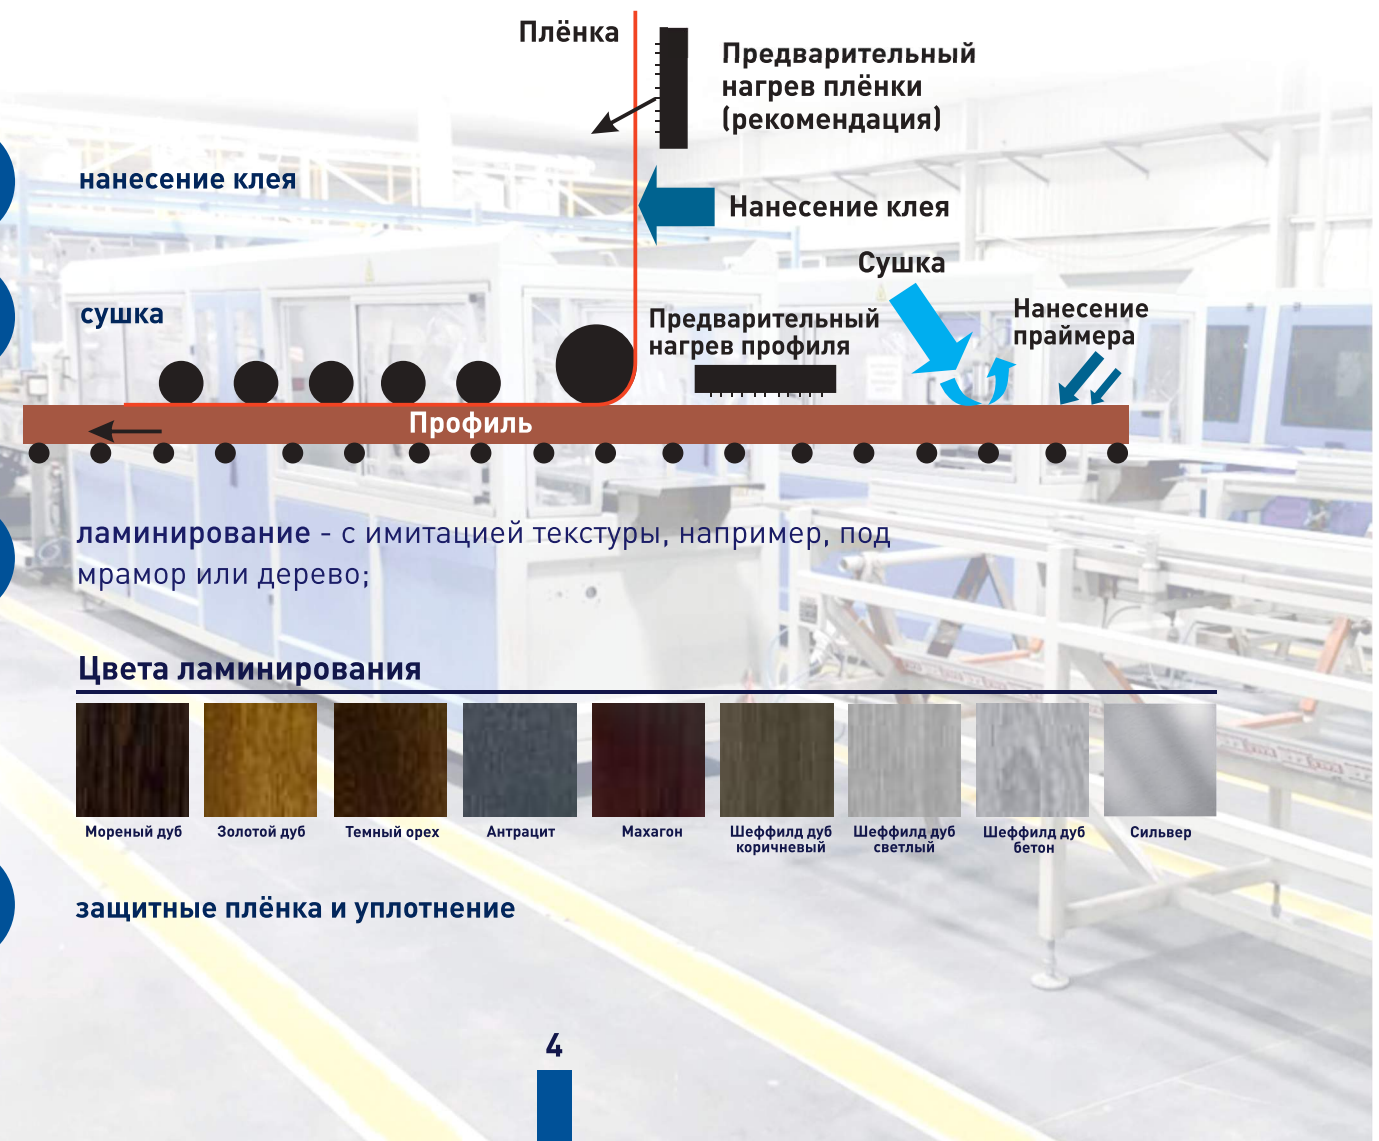 Плёнка
Предварительный
нагрев плёнки
(рекомендация)
нанесение клея
Нанесение клея
Сушка
сушка
Нанесение
праймера
Предварительный
нагрев профиля
Профиль
ламинирование - с имитацией текстуры, например, под
мрамор или дерево;
Цвета ламинирования
Мореный дуб
Золотой дуб
Темный орех
Антрацит
Махагон
Шеффилд дуб
коричневый
Шеффилд дуб
светлый
Шеффилд дуб
бетон
Сильвер
защитные плёнка и уплотнение
4